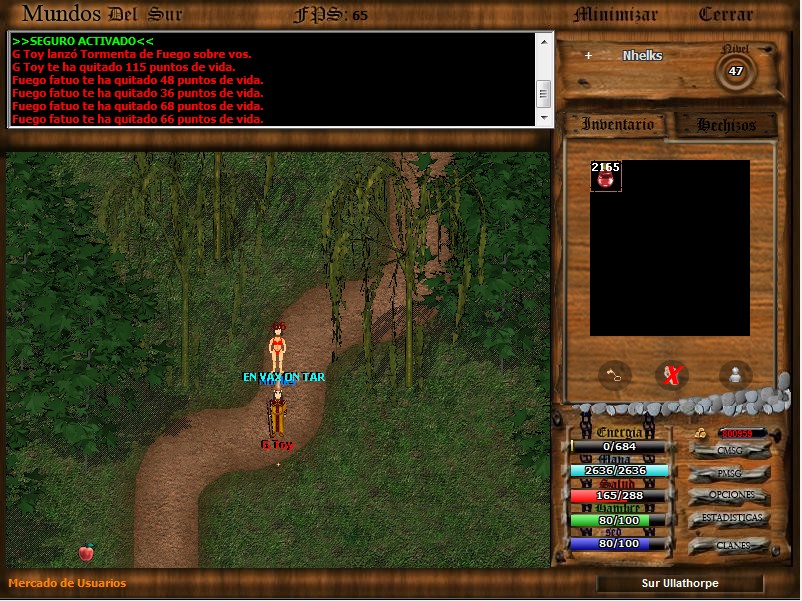 Mundos Del Sur
FPS: 65
Minimizar
Cerrar
>>SEGURO ACTIVADO<<
G Toy lanzó Tormenta de Fuego sobre vos.
G Toy te ha quitado 115 puntos de vida.
Fuego fatuo te ha quitado 48 puntos de vida.
Fuego fatuo te ha quitado 36 puntos de vida.
Fuego fatuo te ha quitado 68 puntos de vida.
Fuego fatuo te ha quitado 66 puntos de vida.
+ Nhelks
Nivel
47
Inventario
Hechizos
2165
EN VAX ON TAR
G Toy
Energia
0/684
Mana
2636/2636
Salud
165/288
Hambre
80/100
Sed
80/100
CMSG
PMSG
OPCIONES
ESTADISTICAS
CLANES
Mercado de Usuarios
Sur Ullathorpe